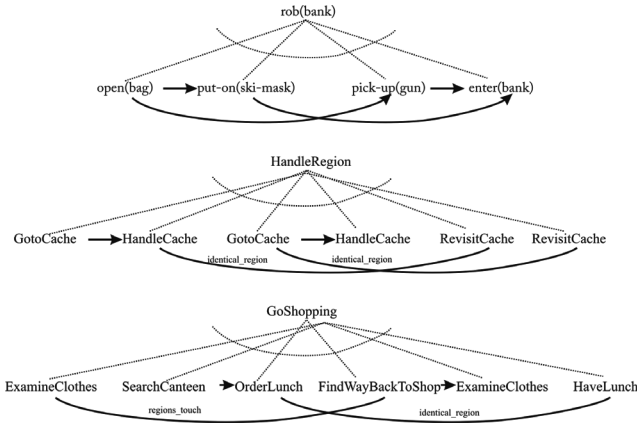 rob(bank)
open(bag) put-on(ski-mask) pick-up(gun) enter(bank)
HandleRegion
GotoCache HandleCache GotoCache HandleCache RevisitCache RevisitCache
identical_region identical_region
GoShopping
ExamineClothes SearchCanteen OrderLunch FindWayBackToShop ExamineClothes HaveLunch
regions_touch identical_region